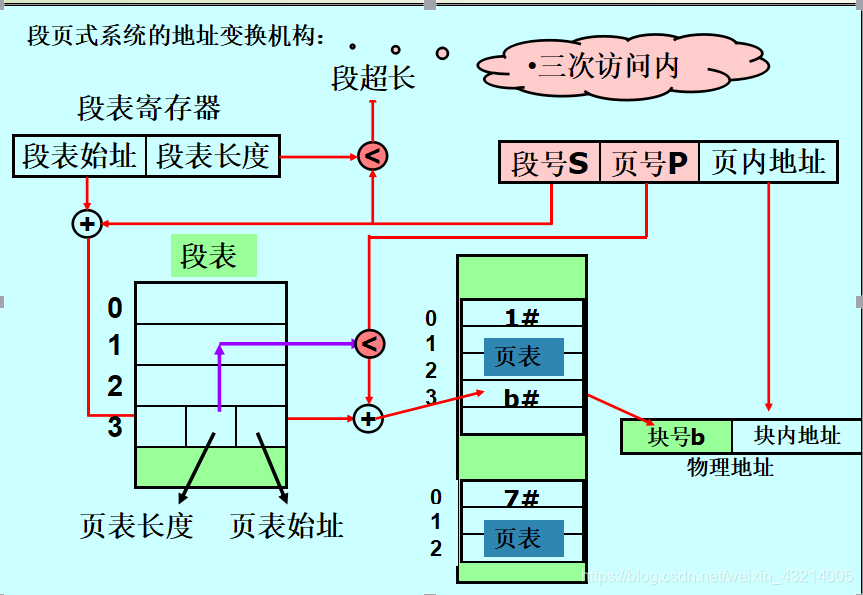 段页式系统的地址变换机构：
•三次访问内
段超长
段表寄存器
段表始址 段表长度
<
段号S 页号P 页内地址
+
段表
0
1
2
3
<
+
页表长度 页表始址
0 1#
1 页表
2
3 b#
块号b 块内地址
物理地址
0 7#
1 页表
2
https://blog.csdn.net/weixin_43214005